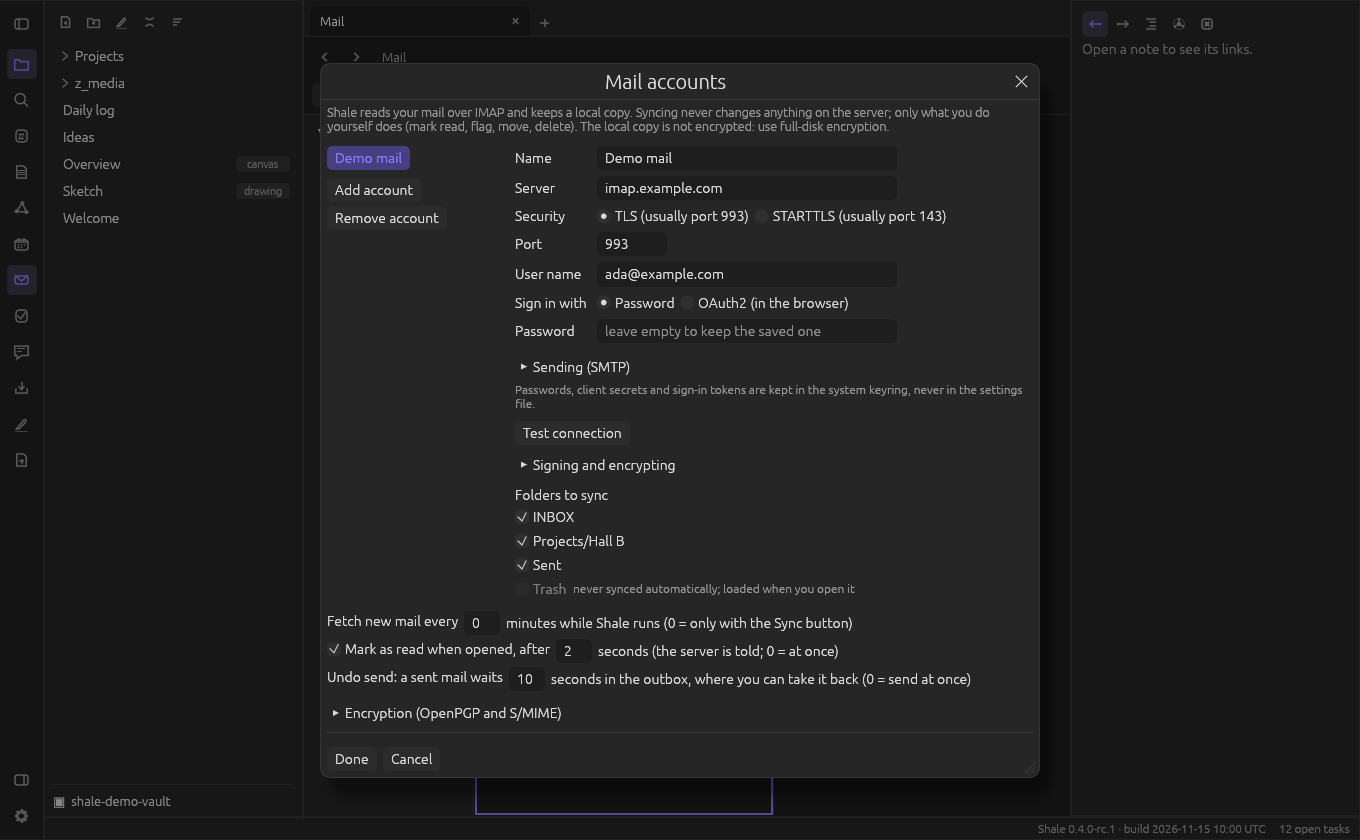 Mail
Projects
z_media
Daily log
Ideas
Overview canvas
Sketch drawing
Welcome
shale-demo-vault
Mail
Mail accounts
Shale reads your mail over IMAP and keeps a local copy. Syncing never changes anything on the server; only what you do
yourself does (mark read, flag, move, delete). The local copy is not encrypted: use full-disk encryption.
Demo mail
Add account
Remove account
Name Demo mail
Server imap.example.com
Security TLS (usually port 993) STARTTLS (usually port 143)
Port 993
User name ada@example.com
Sign in with Password OAuth2 (in the browser)
Password leave empty to keep the saved one
Sending (SMTP)
Passwords, client secrets and sign-in tokens are kept in the system keyring, never in the settings
file.
Test connection
Signing and encrypting
Folders to sync
INBOX
Projects/Hall B
Sent
Trash never synced automatically; loaded when you open it
Fetch new mail every 0 minutes while Shale runs (0 = only with the Sync button)
Mark as read when opened, after 2 seconds (the server is told; 0 = at once)
Undo send: a sent mail waits 10 seconds in the outbox, where you can take it back (0 = send at once)
Encryption (OpenPGP and S/MIME)
Done Cancel
Open a note to see its links.
Shale 0.4.0-rc.1 · build 2026-11-15 10:00 UTC 12 open tasks